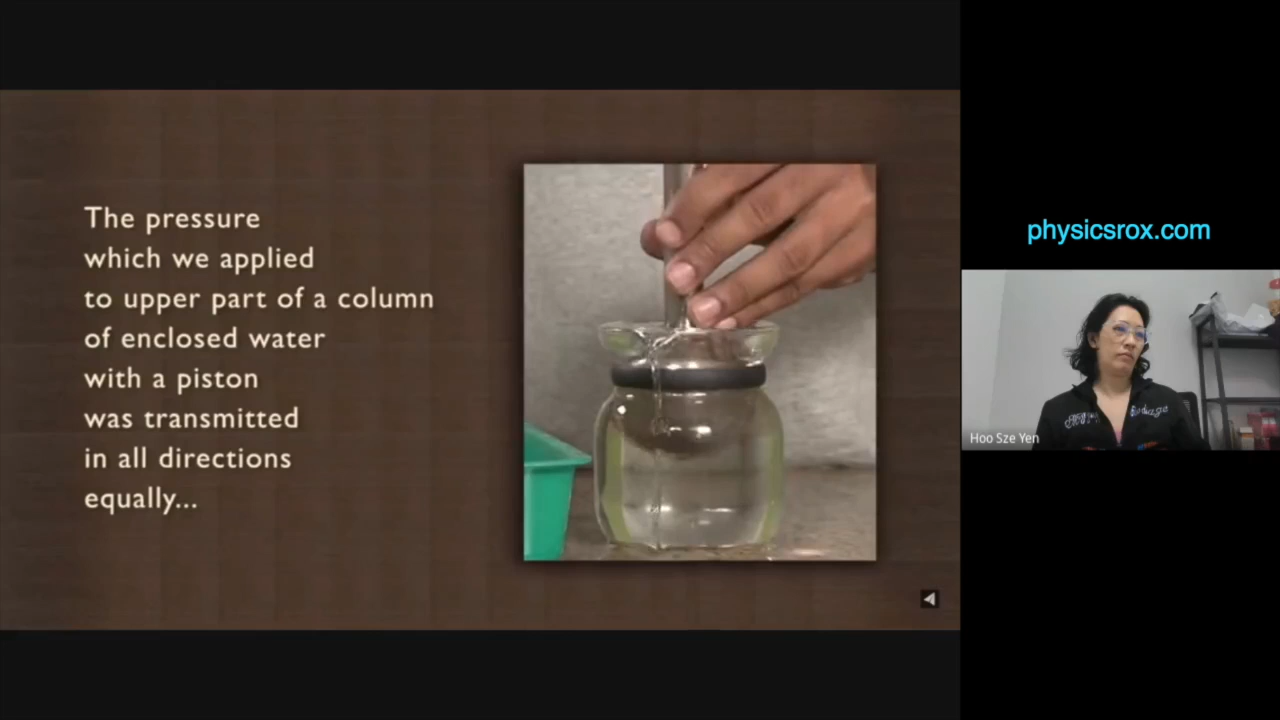 The pressure
which we applied
to upper part of a column
of enclosed water
with a piston
was transmitted
in all directions
equally...
physicsrox.com
Hoo Sze Yen